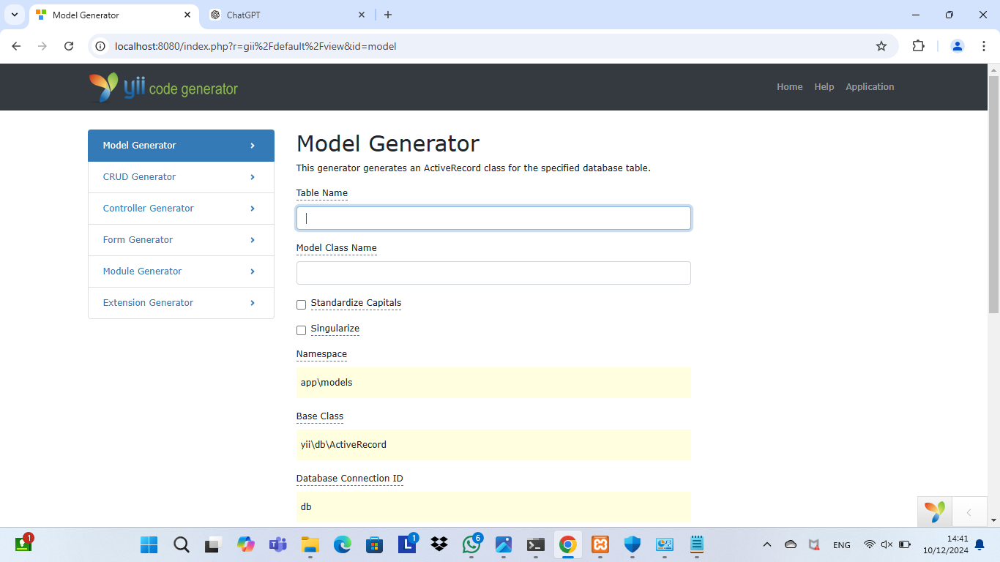 Model Generator
ChatGPT
localhost:8080/index.php?r=gii%2Fdefault%2Fview&id=model
yii code generator
Home Help Application
Model Generator
CRUD Generator
Controller Generator
Form Generator
Module Generator
Extension Generator
Model Generator
This generator generates an ActiveRecord class for the specified database table.
Table Name
Model Class Name
Standardize Capitals
Singularize
Namespace
app\models
Base Class
yii\db\ActiveRecord
Database Connection ID
db
1
L
1
6
ENG
14:41
10/12/2024